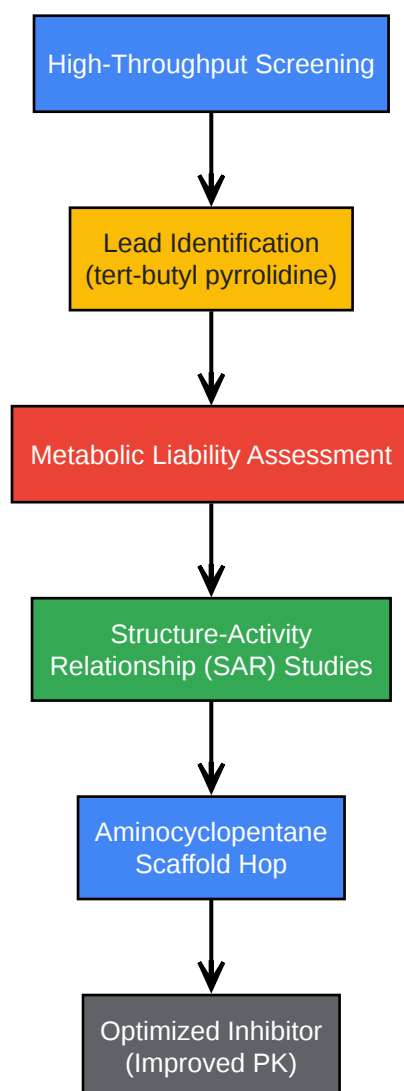 High-Throughput Screening
Lead Identification
(tert-butyl pyrrolidine)
Metabolic Liability Assessment
Structure-Activity
Relationship (SAR) Studies
Aminocyclopentane
Scaffold Hop
Optimized Inhibitor
(Improved PK)